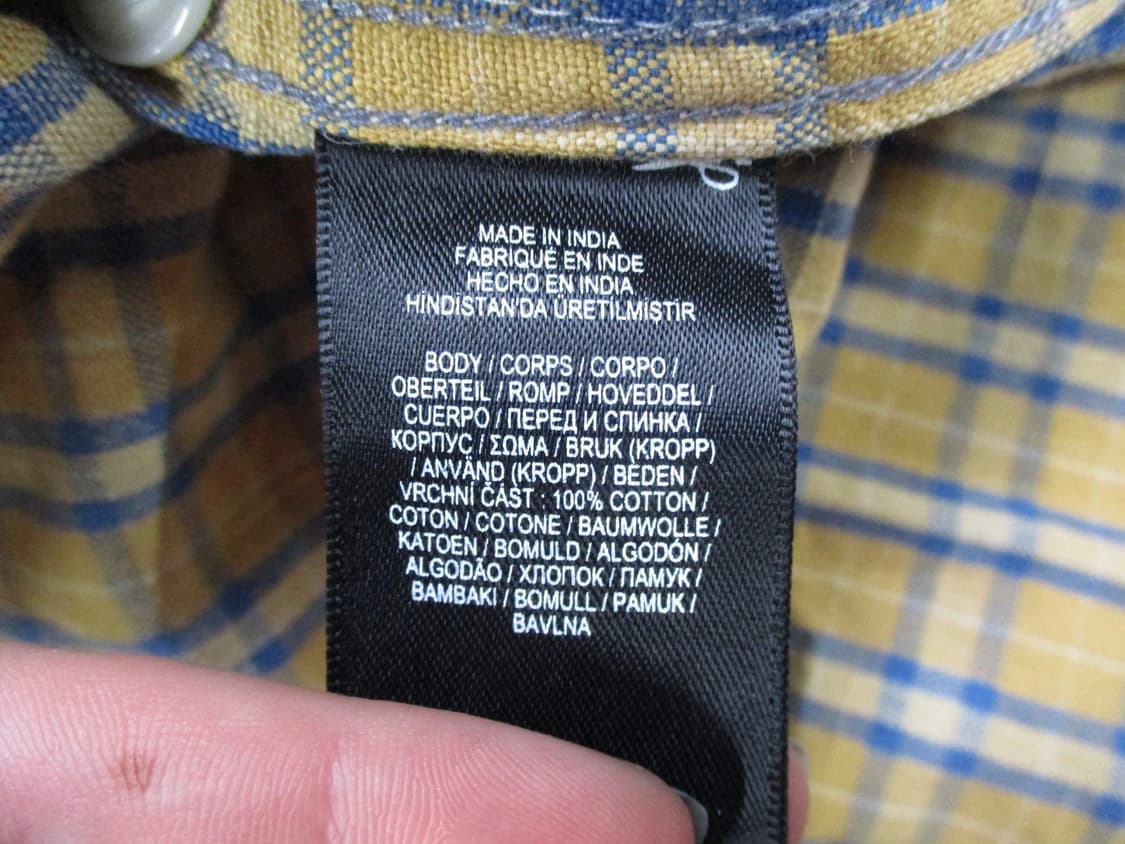 MADE IN INDIA
FABRIQUÉ EN INDE
HECHO EN INDIA
HİNDİSTAN'DA ÜRETİLMİSTİR
BODY / CORPS / CORPO /
OBERTEIL / ROMP / HOVEDDEL /
CUERPO / ПЕРЕД И СПИНКА /
КОРПУС / ΣΩΜΑ / BRUK (KROPP)
/ ANVÄND (KROPP) / BEDEN /
VRCHNÍ ČÁST : 100% COTTON /
COTON / COTONE / BAUMWOLLE /
KATOEN / BOMULD / ALGODÓN /
ALGODÃO / ХЛОПОК / ПАМУК /
BAMBAKI / BOMULL / PAMUK /
BAVLNA